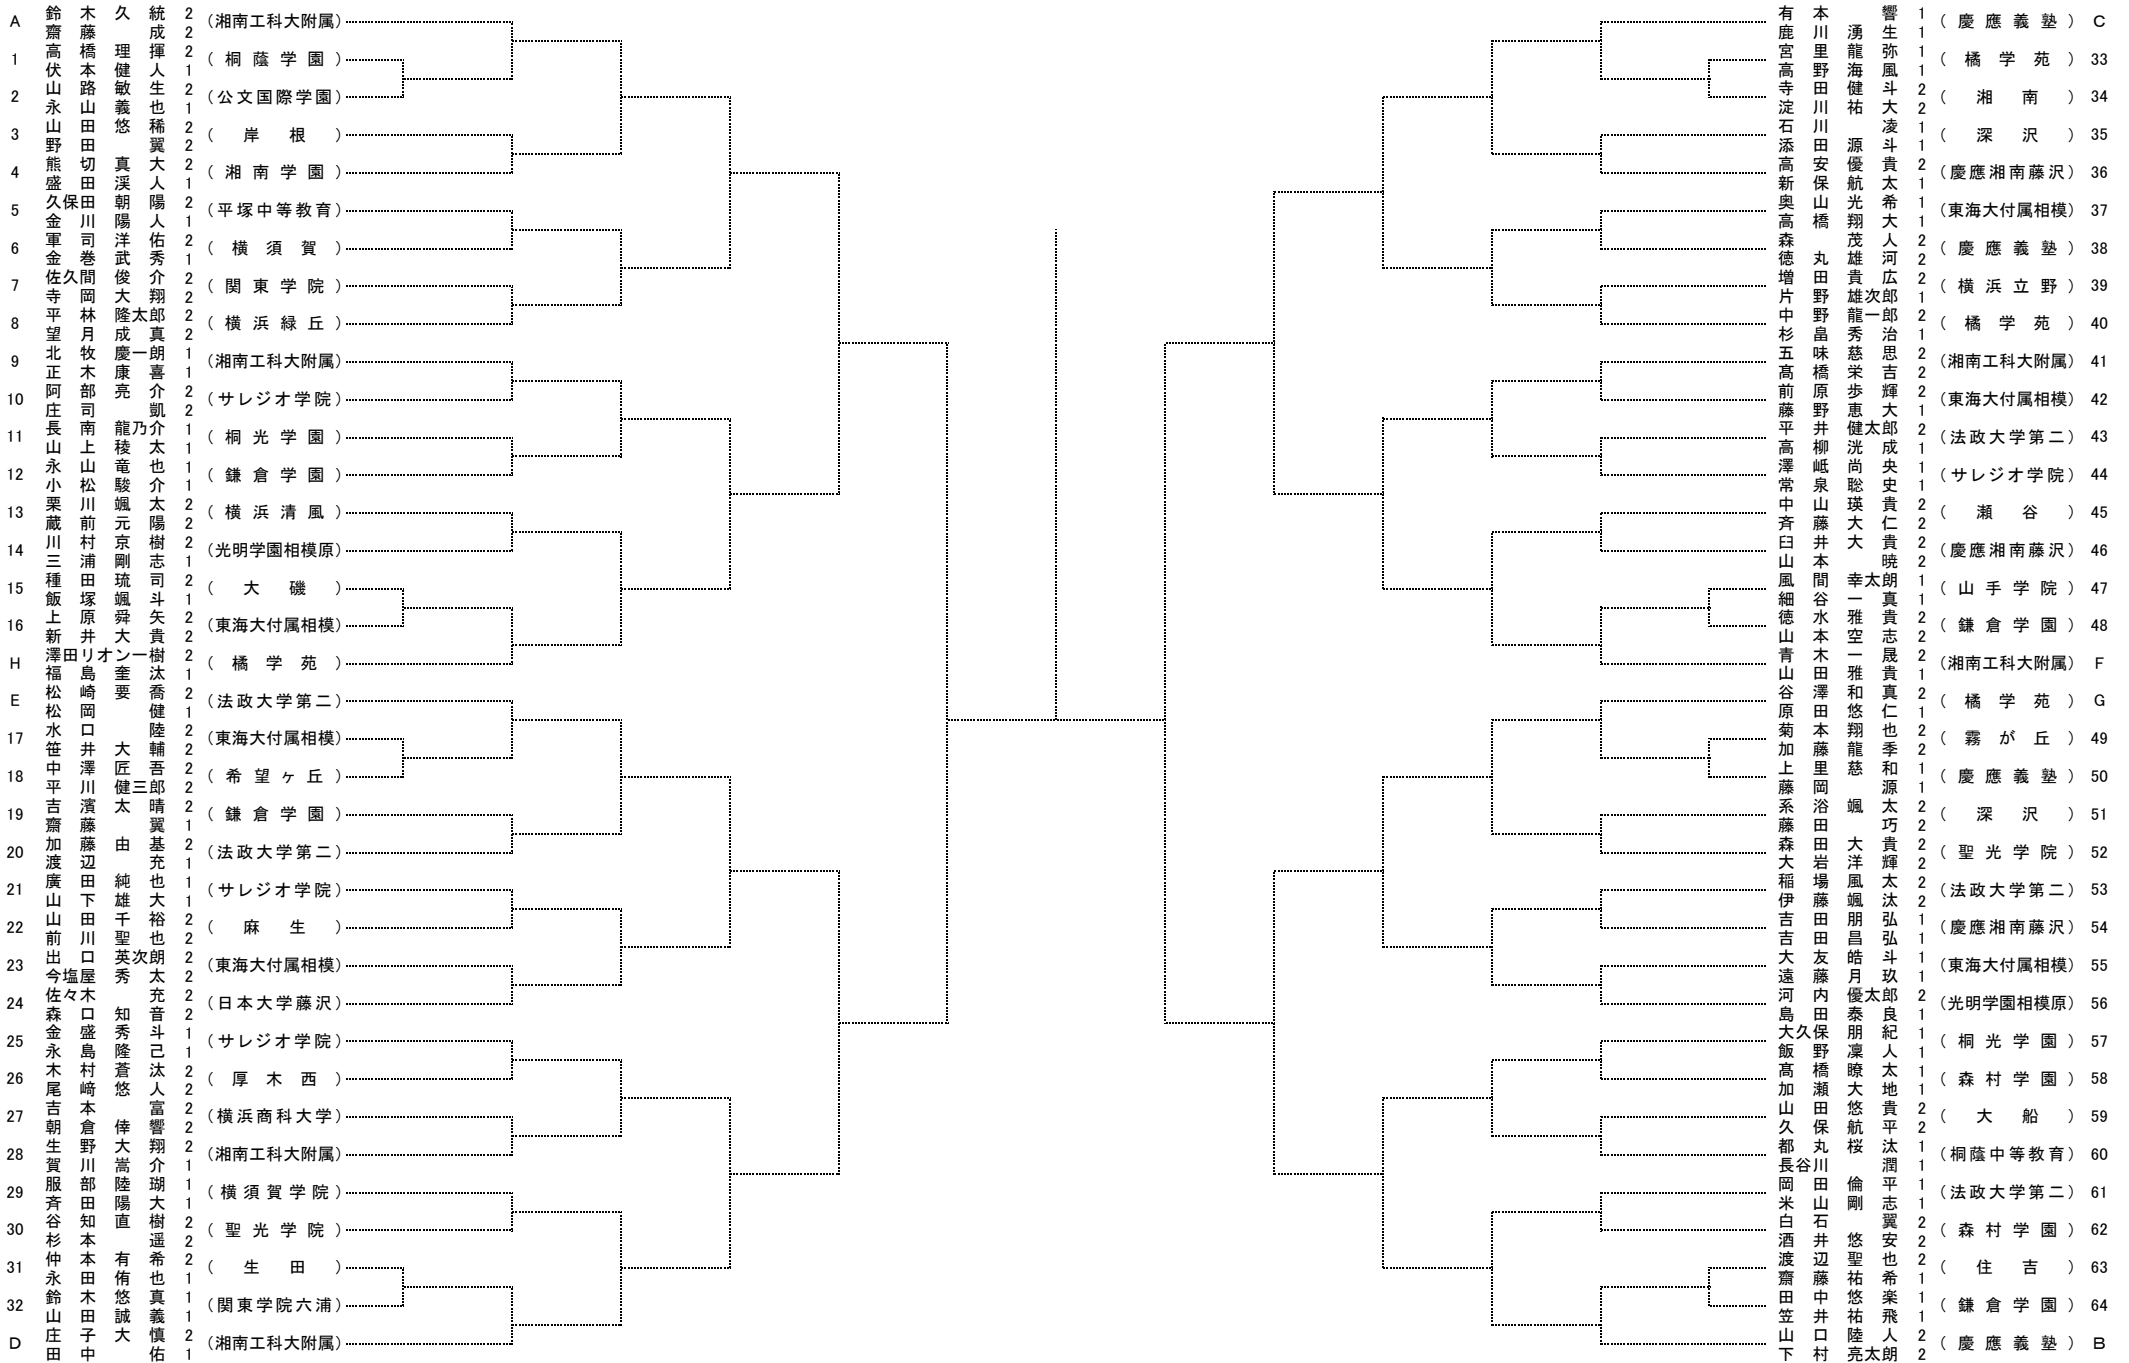 A 鈴木久統 2 (湘南工科大附属)
齋藤成 2
1 高橋理揮 2 (桐蔭学園)
伏本健人 1
2 山路敏生 2 (公文国際学園)
永山義也 1
3 山田悠稀 2 (岸根)
野田翼 2
4 熊切真大 2 (湘南学園)
盛田渓人 1
5 久保田朝陽 2 (平塚中等教育)
金川陽人 1
6 軍司洋佑 2 (横須賀)
金巻武秀 1
7 佐久間俊介 2 (関東学院)
寺岡大翔 2
8 平林隆太郎 2 (横浜緑丘)
望月成真 2
9 北牧慶一朗 1 (湘南工科大附属)
正木康喜 1
10 阿部亮介 2 (サレジオ学院)
庄司凱 2
11 長南龍乃介 1 (桐光学園)
山上稜太 1
12 永山竜也 1 (鎌倉学園)
小松駿介 1
13 栗川颯太 2 (横浜清風)
蔵前元陽 2
14 川村京樹 2 (光明学園相模原)
三浦剛志 1
15 種田琉司 2 (大磯)
飯塚颯斗 1
16 上原舜矢 2 (東海大付属相模)
新井大貴 2
H 澤田リオン一樹 2 (橘学苑)
福島奎汰 1
E 松崎要喬 2 (法政大学第二)
松岡健 1
17 水口陸 2 (東海大付属相模)
笹井大輔 2
18 中澤匠吾 2 (希望ヶ丘)
平川健三郎 2
19 吉濱太晴 2 (鎌倉学園)
齋藤翼 1
20 加藤由基 2 (法政大学第二)
渡辺充 1
21 廣田純也 1 (サレジオ学院)
山下雄大 1
22 山田千裕 2 (麻生)
前川聖也 2
23 出口英次朗 2 (東海大付属相模)
今塩屋秀太 2
24 佐々木充 2 (日本大学藤沢)
森口知音 2
25 金盛秀斗 1 (サレジオ学院)
永島隆己 1
26 木村蒼汰 2 (厚木西)
尾﨑悠人 2
27 吉本富 2 (横浜商科大学)
朝倉倖響 2
28 生野大翔 2 (湘南工科大附属)
賀川嵩介 1
29 服部陸瑚 1 (横須賀学院)
斉田陽大 1
30 谷知直樹 2 (聖光学院)
杉本遥 2
31 仲本有希 2 (生田)
永田侑也 1
32 鈴木悠真 1 (関東学院六浦)
山田誠義 1
D 庄子大慎 2 (湘南工科大附属)
田中佑 1
有本響 1 (慶應義塾) C
鹿川湧生 1
宮里龍弥 1 (橘学苑) 33
高野海風 1
寺田健斗 2 (湘南) 34
淀川祐大 2
石川凌 1 (深沢) 35
添田源斗 1
高安優貴 2 (慶應湘南藤沢) 36
新保航太 1
奥山光希 1 (東海大付属相模) 37
高橋翔大 1
森茂人 2 (慶應義塾) 38
徳丸雄河 2
増田貴広 2 (横浜立野) 39
片野雄次郎 1
中野龍一郎 2 (橘学苑) 40
杉畠秀治 1
五味慈思 2 (湘南工科大附属) 41
髙橋栄吉 2
前原歩輝 2 (東海大付属相模) 42
藤野恵大 1
平井健太郎 2 (法政大学第二) 43
高柳洸成 1
澤岻尚央 1 (サレジオ学院) 44
常泉聡史 1
中山瑛貴 2 (瀬谷) 45
斉藤大仁 2
臼井大貴 2 (慶應湘南藤沢) 46
山本暁 2
風間幸太朗 1 (山手学院) 47
細谷一真 1
徳水雅貴 2 (鎌倉学園) 48
山本空志 2
青木一晟 2 (湘南工科大附属) F
山田雅貴 1
谷澤和真 2 (橘学苑) G
原田悠仁 1
菊本翔也 2 (霧が丘) 49
加藤龍季 2
上里慈和 1 (慶應義塾) 50
藤岡源 1
系浴颯太 2 (深沢) 51
藤田巧 2
森田大貴 2 (聖光学院) 52
大岩洋輝 2
稲場風太 2 (法政大学第二) 53
伊藤颯汰 2
吉田朋弘 1 (慶應湘南藤沢) 54
吉田昌弘 1
大友皓斗 1 (東海大付属相模) 55
遠藤月玖 1
河内優太郎 2 (光明学園相模原) 56
島田泰良 1
大久保朋紀 1 (桐光学園) 57
飯野凜人 1
髙橋瞭太 1 (森村学園) 58
加瀬大地 1
山田悠貴 2 (大船) 59
久保航平 2
都丸桜汰 1 (桐蔭中等教育) 60
長谷川潤 1
岡田倫平 1 (法政大学第二) 61
米山剛志 1
白石翼 2 (森村学園) 62
酒井悠安 2
渡辺聖也 2 (住吉) 63
齋藤祐希 1
田中悠楽 1 (鎌倉学園) 64
笠井祐飛 1
山口陸人 2 (慶應義塾) B
下村亮太朗 2